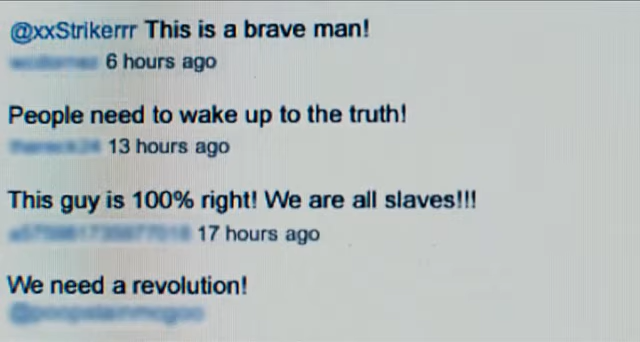 @xxStrikerrr This is a brave man!
6 hours ago
People need to wake up to the truth!
13 hours ago
This guy is 100% right! We are all slaves!!!
17 hours ago
We need a revolution!